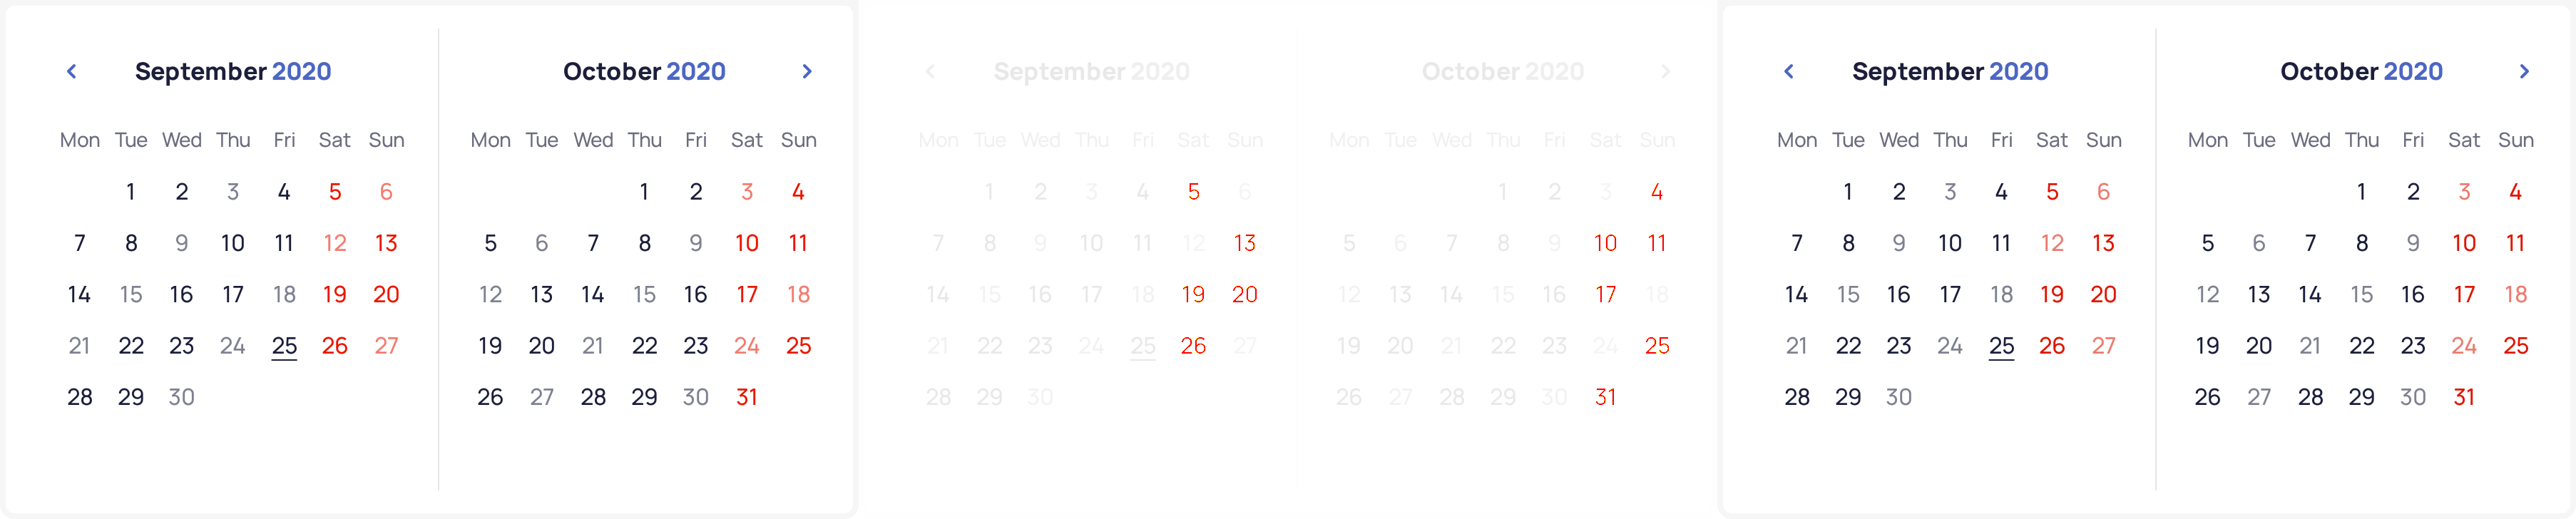 September 2020
Mon Tue Wed Thu Fri Sat Sun
1 2 3 4 5 6
7 8 9 10 11 12 13
14 15 16 17 18 19 20
21 22 23 24 25 26 27
28 29 30
October 2020
Mon Tue Wed Thu Fri Sat Sun
1 2 3 4
5 6 7 8 9 10 11
12 13 14 15 16 17 18
19 20 21 22 23 24 25
26 27 28 29 30 31
September 2020
Mon Tue Wed Thu Fri Sat Sun
1 2 3 4 5 6
7 8 9 10 11 12 13
14 15 16 17 18 19 20
21 22 23 24 25 26 27
28 29 30
October 2020
Mon Tue Wed Thu Fri Sat Sun
1 2 3 4
5 6 7 8 9 10 11
12 13 14 15 16 17 18
19 20 21 22 23 24 25
26 27 28 29 30 31
September 2020
Mon Tue Wed Thu Fri Sat Sun
1 2 3 4 5 6
7 8 9 10 11 12 13
14 15 16 17 18 19 20
21 22 23 24 25 26 27
28 29 30
October 2020
Mon Tue Wed Thu Fri Sat Sun
1 2 3 4
5 6 7 8 9 10 11
12 13 14 15 16 17 18
19 20 21 22 23 24 25
26 27 28 29 30 31